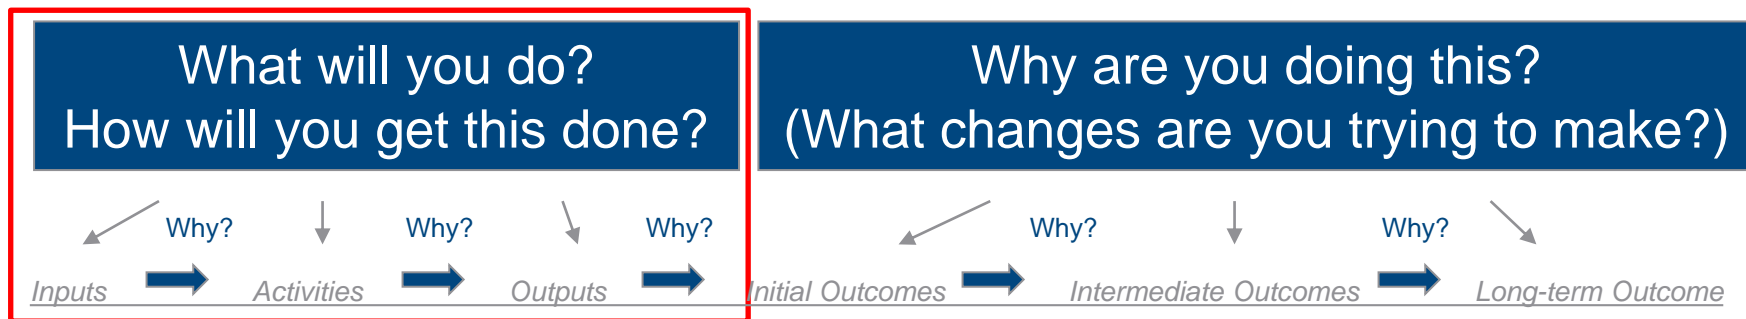 What will you do?
How will you get this done?
Why are you doing this?
(What changes are you trying to make?)
Why? Why? Why? Why? Why?
Inputs Activities Outputs Initial Outcomes Intermediate Outcomes Long-term Outcome